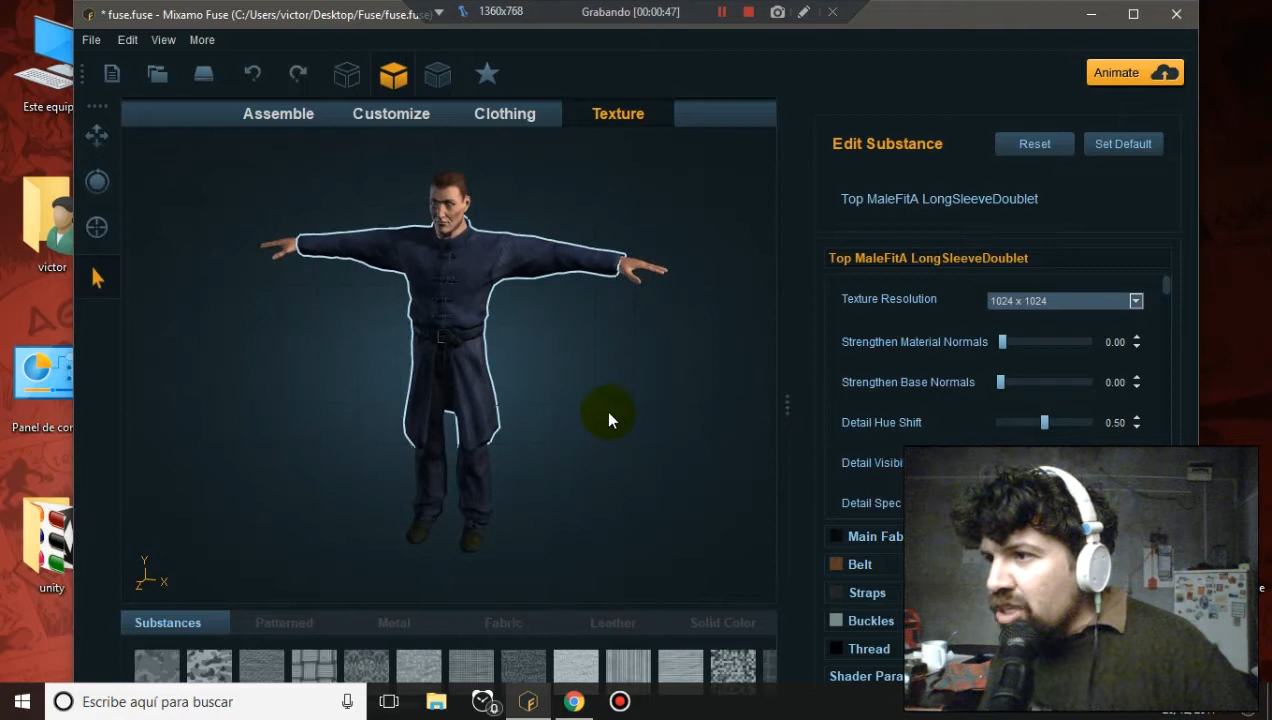 * fuse.fuse - Mixamo Fuse (C:/Users/victor/Desktop/Fuse/fuse.fuse)
1360x768
Grabando [00:00:47]
File Edit View More
Este equip
Animate
Assemble Customize Clothing Texture
Edit Substance
Reset
Set Default
Top MaleFitA LongSleeveDoublet
victor
Top MaleFitA LongSleeveDoublet
Texture Resolution 1024 x 1024
Strengthen Material Normals 0.00
Strengthen Base Normals 0.00
Detail Hue Shift 0.50
Panel de con
Detail Visibi
Detail Spec
Main Fab
Belt
Straps
Buckles
Thread
Shader Para
Y
Z X
unity
Substances Patterned Metal Fabric Leather Solid Color
Escribe aquí para buscar